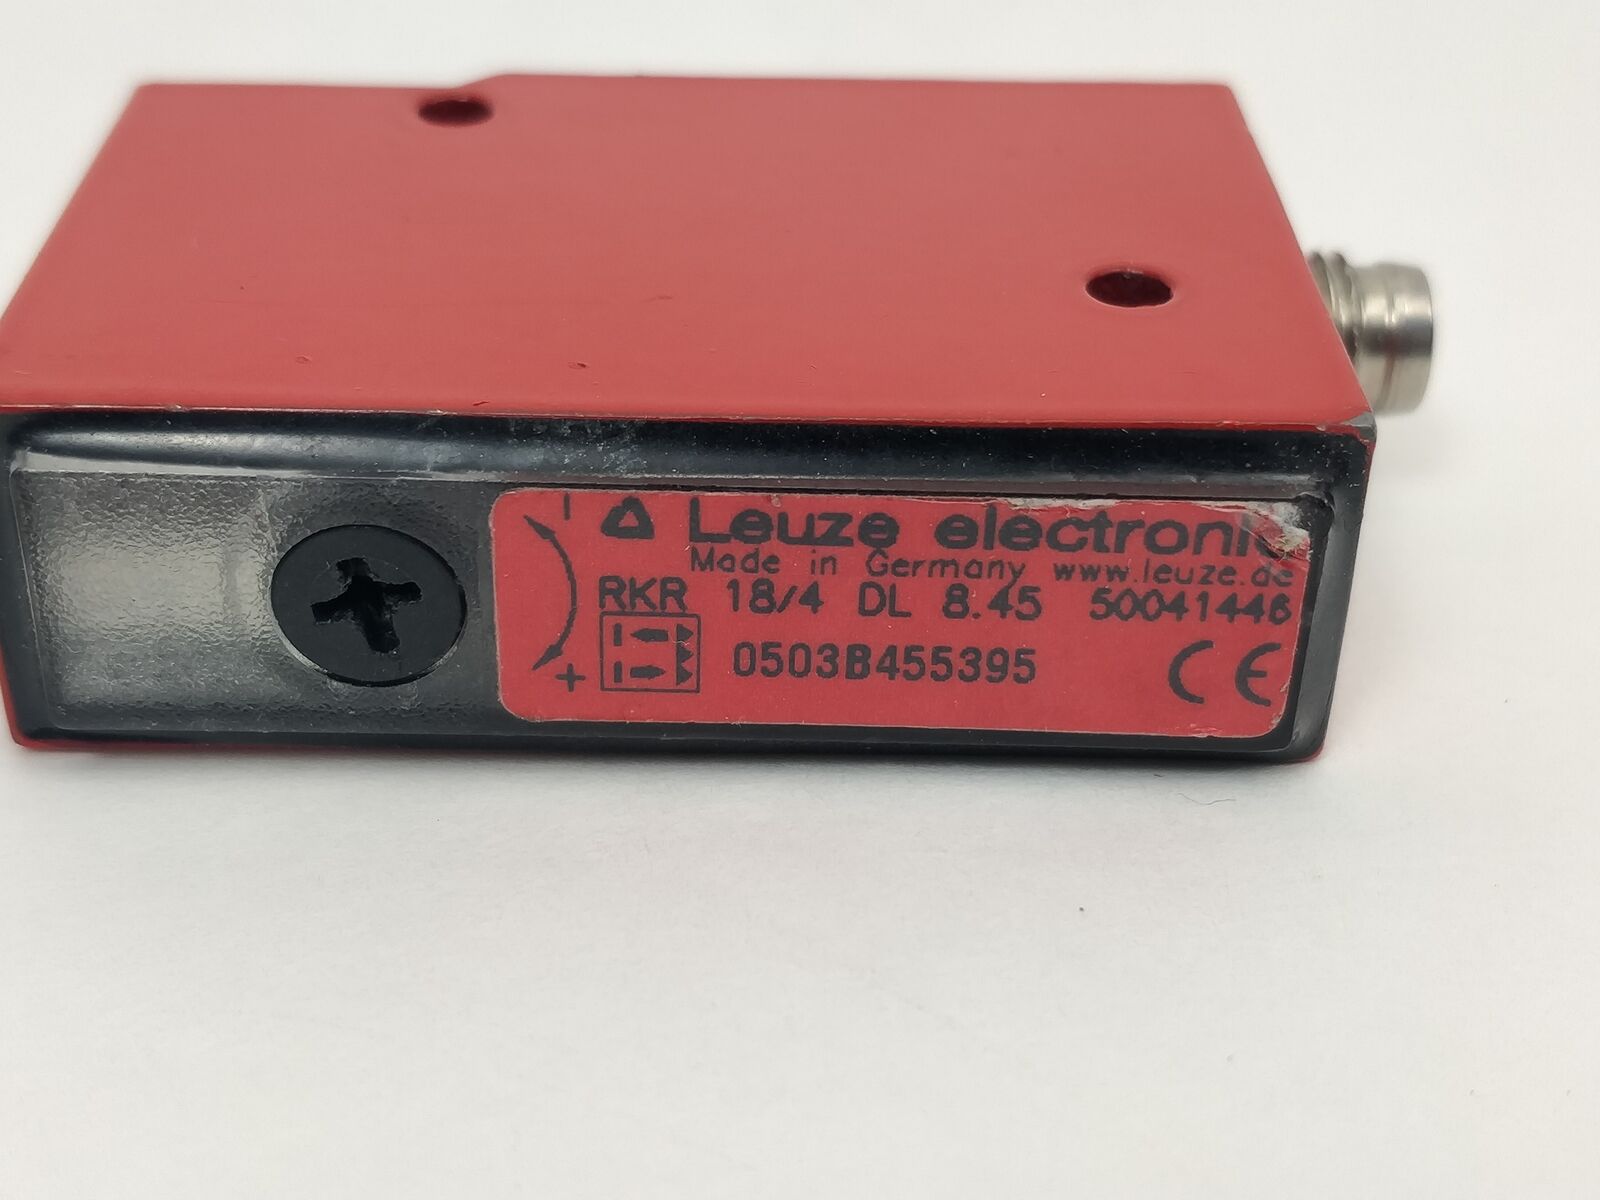 Leuze electronic
Made in Germany www.leuze.de
RKR 18/4 DL 8.45 50041446
0503B455395 CE
- +